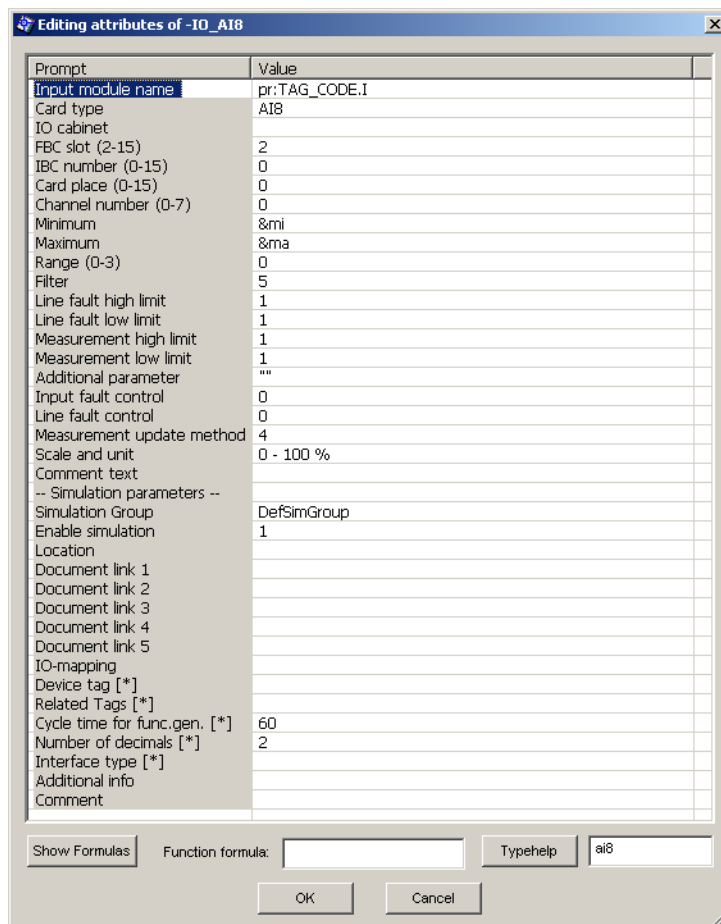 Editing attributes of -IO_AI8
Prompt Value
Input module name pr:TAG_CODE.I
Card type AI8
IO cabinet
FBC slot (2-15) 2
IBC number (0-15) 0
Card place (0-15) 0
Channel number (0-7) 0
Minimum &mi
Maximum &ma
Range (0-3) 0
Filter 5
Line fault high limit 1
Line fault low limit 1
Measurement high limit 1
Measurement low limit 1
Additional parameter ""
Input fault control 0
Line fault control 0
Measurement update method 4
Scale and unit 0 - 100 %
Comment text
-- Simulation parameters --
Simulation Group DefSimGroup
Enable simulation 1
Location
Document link 1
Document link 2
Document link 3
Document link 4
Document link 5
IO-mapping
Device tag [*]
Related Tags [*]
Cycle time for func.gen. [*] 60
Number of decimals [*] 2
Interface type [*]
Additional info
Comment
Show Formulas Function formula: Typehelp ai8
OK Cancel